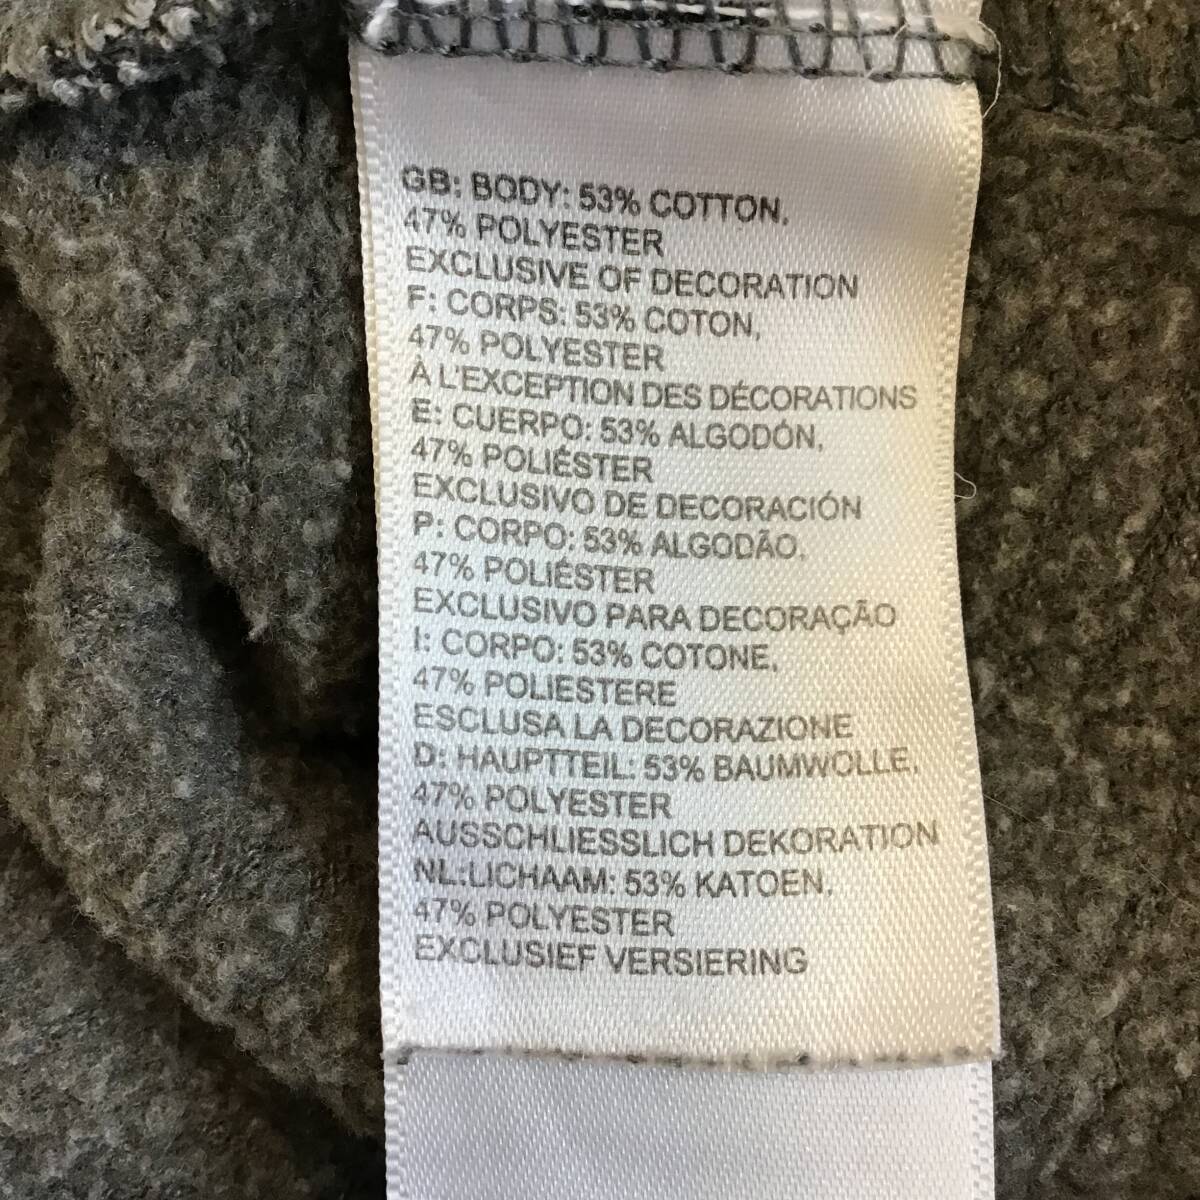 GB: BODY: 53% COTTON,
47% POLYESTER
EXCLUSIVE OF DECORATION
F: CORPS: 53% COTON,
47% POLYESTER
À L'EXCEPTION DES DÉCORATIONS
E: CUERPO: 53% ALGODÓN,
47% POLIÉSTER
EXCLUSIVO DE DECORACIÓN
P: CORPO: 53% ALGODÃO,
47% POLIÉSTER
EXCLUSIVO PARA DECORAÇÃO
I: CORPO: 53% COTONE,
47% POLIESTERE
ESCLUSA LA DECORAZIONE
D: HAUPTTEIL: 53% BAUMWOLLE,
47% POLYESTER
AUSSCHLIESSLICH DEKORATION
NL:LICHAAM: 53% KATOEN,
47% POLYESTER
EXCLUSIEF VERSIERING